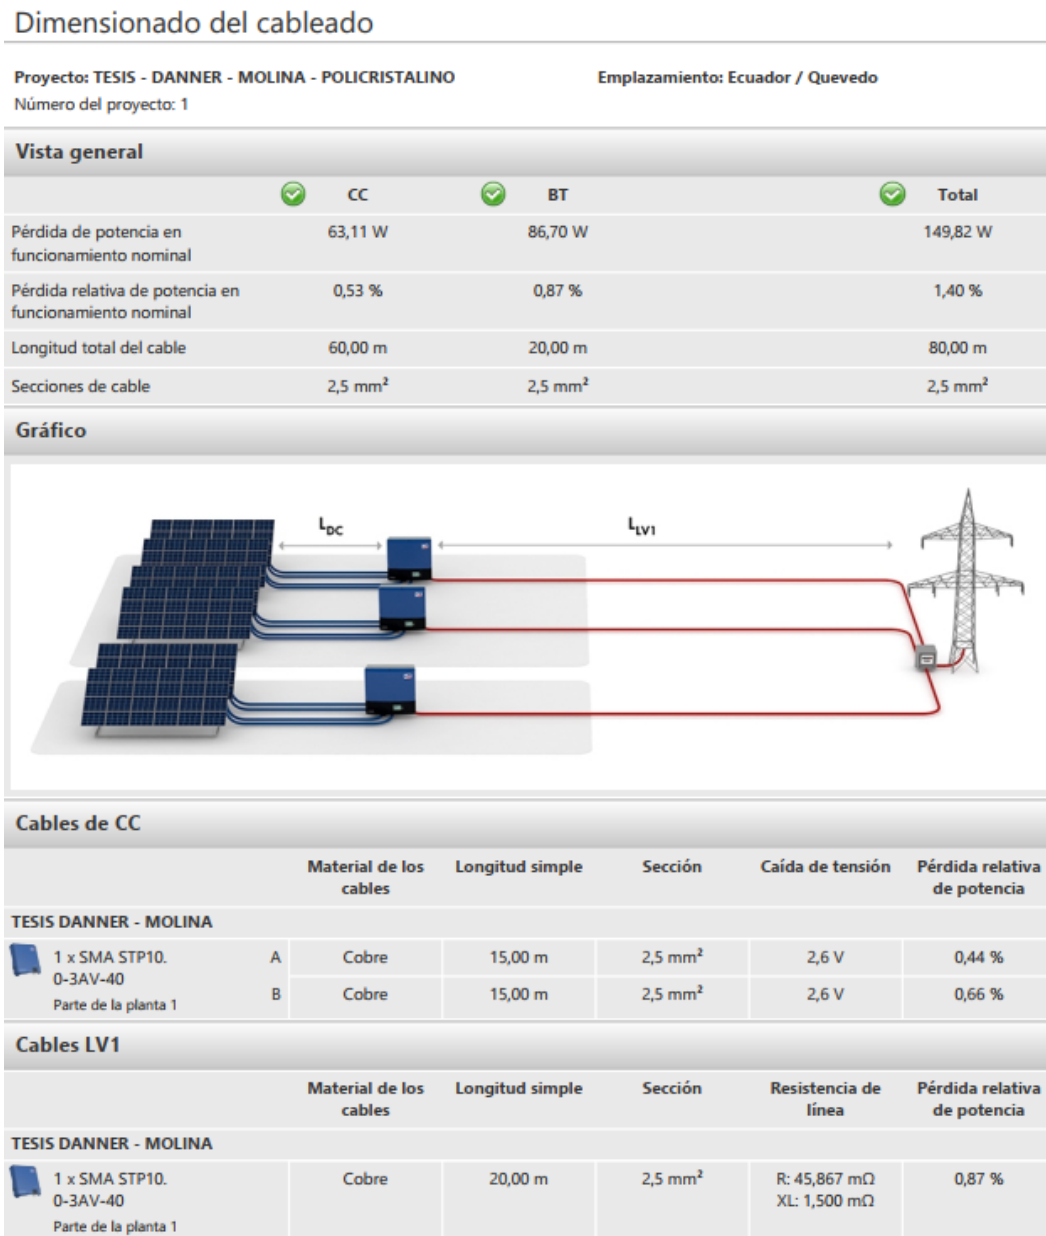 Dimensionado del cableado
Proyecto: TESIS - DANNER - MOLINA - POLICRISTALINO Emplazamiento: Ecuador / Quevedo
Número del proyecto: 1
Vista general
CC BT Total
Pérdida de potencia en funcionamiento nominal 63,11 W 86,70 W 149,82 W
Pérdida relativa de potencia en funcionamiento nominal 0,53 % 0,87 % 1,40 %
Longitud total del cable 60,00 m 20,00 m 80,00 m
Secciones de cable 2,5 mm² 2,5 mm² 2,5 mm²
Gráfico
LDC LLV1
Cables de CC
Material de los cables Longitud simple Sección Caída de tensión Pérdida relativa de potencia
TESIS DANNER - MOLINA
1 x SMA STP10. A Cobre 15,00 m 2,5 mm² 2,6 V 0,44 %
0-3AV-40
B Cobre 15,00 m 2,5 mm² 2,6 V 0,66 %
Parte de la planta 1
Cables LV1
Material de los cables Longitud simple Sección Resistencia de línea Pérdida relativa de potencia
TESIS DANNER - MOLINA
1 x SMA STP10. Cobre 20,00 m 2,5 mm² R: 45,867 mΩ 0,87 %
0-3AV-40 XL: 1,500 mΩ
Parte de la planta 1